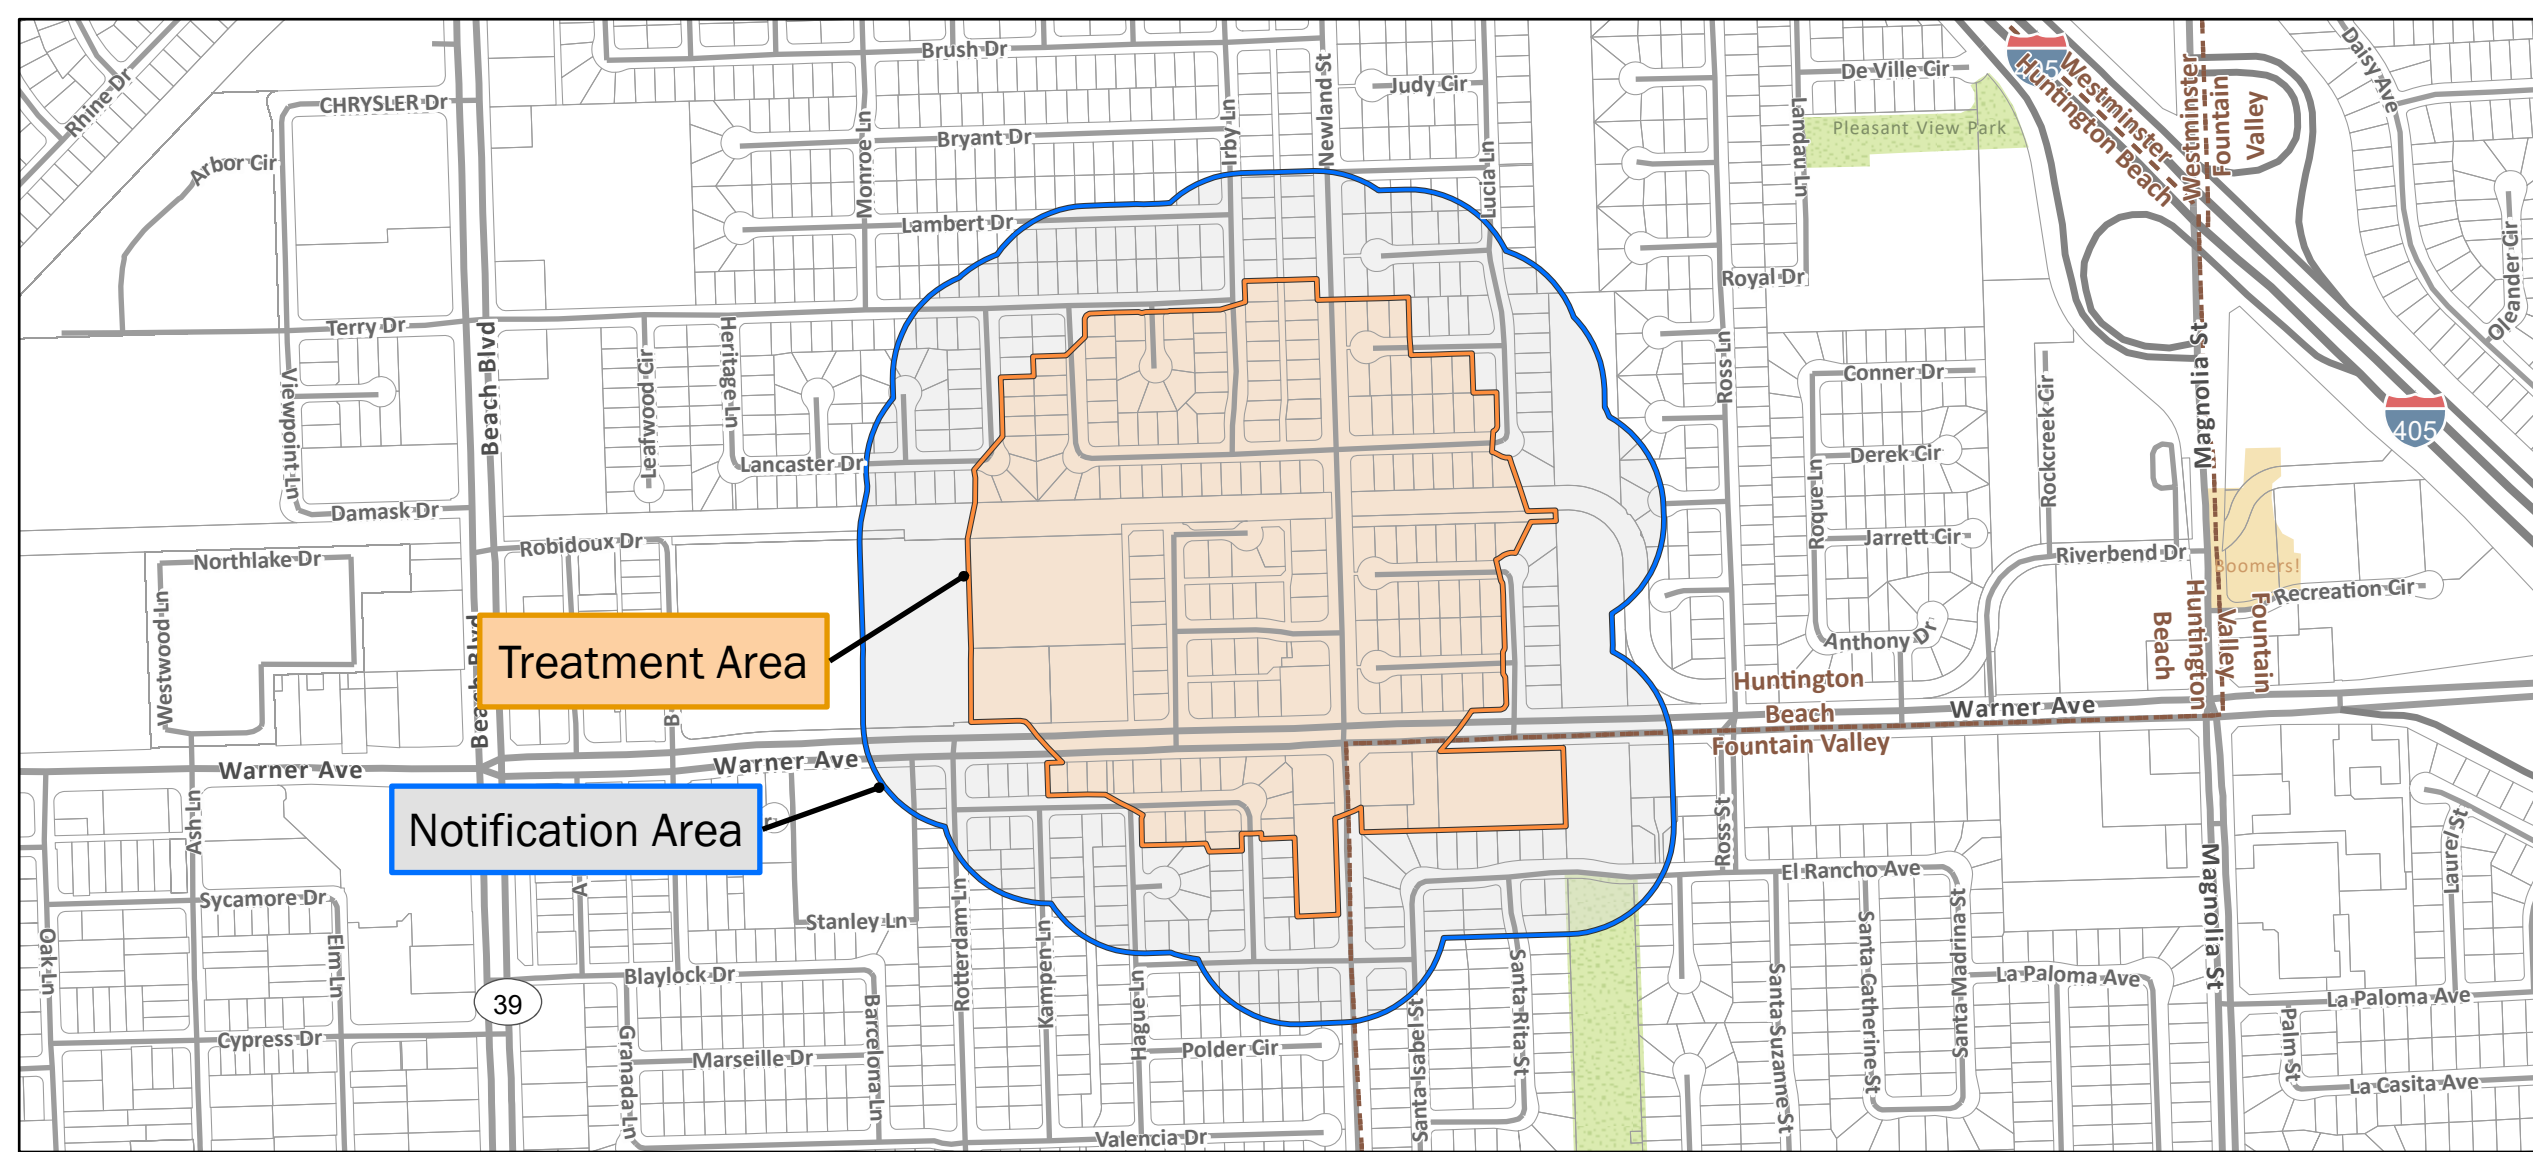 Brush Dr
Rhine Dr
CHRYSLER Dr
Judy Cir
De Ville Cir
Daisy Ave
Westminster
Huntington Beach
Westminster
Fountain
Valley
Arbor Cir
Monroe Ln
Bryant Dr
Irby Ln
Newland St
Lucia Ln
Landau Ln
Pleasant View Park
Lambert Dr
Royal Dr
Oleander Cir
Terry Dr
Beach Blvd
Heritage Ln
Leafwood Cir
Viewpoint Ln
Ross Ln
Conner Dr
Rockcreek Cir
Magnolia St
405
Lancaster Dr
Derek Cir
Roque Ln
Damask Dr
Robidoux Dr
Northlake Dr
Jarrett Cir
Riverbend Dr
Boomers!
Recreation Cir
Westwood Ln
Beach Blvd
Treatment Area
B
Anthony Dr
Huntington
Beach
Fountain
Valley
Huntington
Beach
Fountain Valley
Warner Ave
Warner Ave
Warner Ave
Notification Area
r
Ash Ln
Ross St
El Rancho Ave
Magnolia St
Laurel St
Sycamore Dr
A
Stanley Ln
Rotterdam Ln
Kampen Ln
Hague Ln
Oak Ln
Elm Ln
Blaylock Dr
39
Barcelona Ln
Granada Ln
Cypress Dr
Marseille Dr
Polder Cir
Santa Isabel St
Santa Rita St
Santa Suzanne St
Santa Catherine St
Santa Madrina St
La Paloma Ave
La Paloma Ave
Palm St
La Casita Ave
Valencia Dr